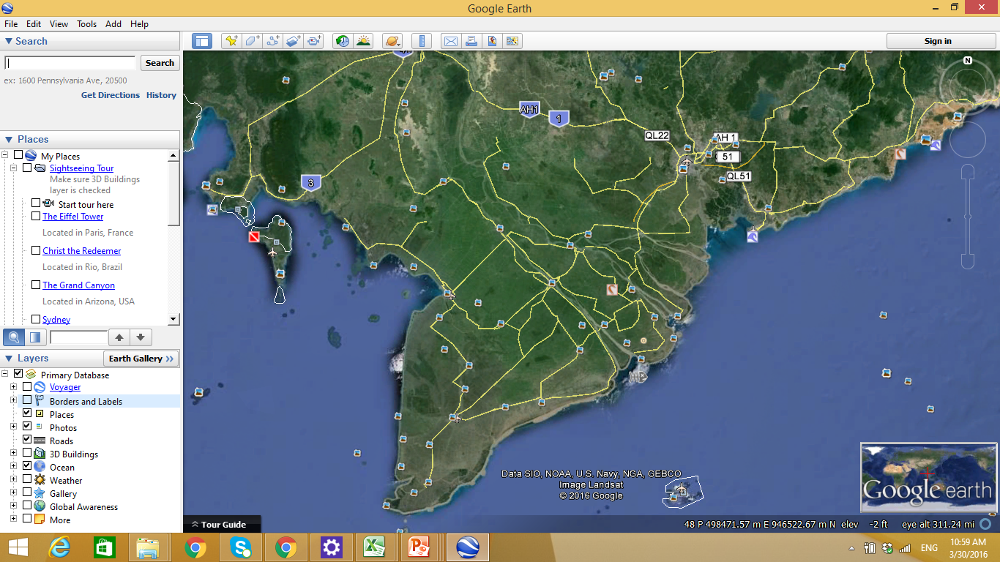 Google Earth
File Edit View Tools Add Help
Search
Sign in
Search
ex: 1600 Pennsylvania Ave, 20500
Get Directions History
Places
My Places
Sightseeing Tour
Make sure 3D Buildings
layer is checked
Start tour here
The Eiffel Tower
Located in Paris, France
Christ the Redeemer
Located in Rio, Brazil
The Grand Canyon
Located in Arizona, USA
Sydney
Layers
Earth Gallery >>
Primary Database
Voyager
Borders and Labels
Places
Photos
Roads
3D Buildings
Ocean
Weather
Gallery
Global Awareness
More
N
AH1
1
QL22
AH 1
51
QL51
3
Data SIO, NOAA, U.S. Navy, NGA, GEBCO
Image Landsat
© 2016 Google
Google earth
Tour Guide
48 P 498471.57 m E 946522.67 m N elev -2 ft eye alt 311.24 mi
ENG
10:59 AM
3/30/2016